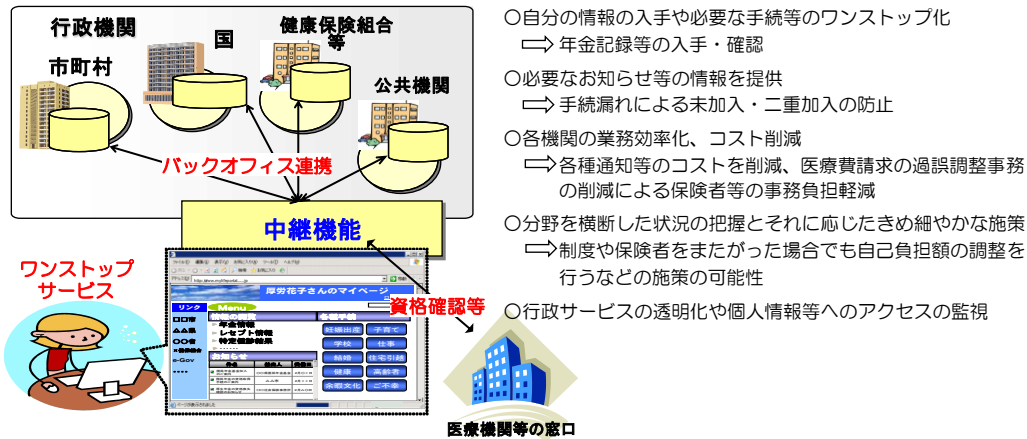 行政機関
国
健康保険組合
等
市町村
公共機関
バックオフィス連携
中継機能
ワンストップ
サービス
厚労花子さんのマイページ
資格確認等
リンク
Menu
各種手続
□□市
△△県
〇〇省
e-Gov
・年金情報
・レセプト情報
・特定健診結果
お知らせ
妊娠出産
子育て
学校
仕事
結婚
住宅引越
健康
高齢者
余暇文化
ご不幸
医療機関等の窓口
〇自分の情報の入手や必要な手続等のワンストップ化
⇨ 年金記録等の入手・確認
〇必要なお知らせ等の情報を提供
⇨ 手続漏れによる未加入・二重加入の防止
〇各機関の業務効率化、コスト削減
⇨ 各種通知等のコストを削減、医療費請求の過誤調整事務
の削減による保険者等の事務負担軽減
〇分野を横断した状況の把握とそれに応じたきめ細やかな施策
⇨ 制度や保険者をまたがった場合でも自己負担額の調整を
行うなどの施策の可能性
〇行政サービスの透明化や個人情報等へのアクセスの監視